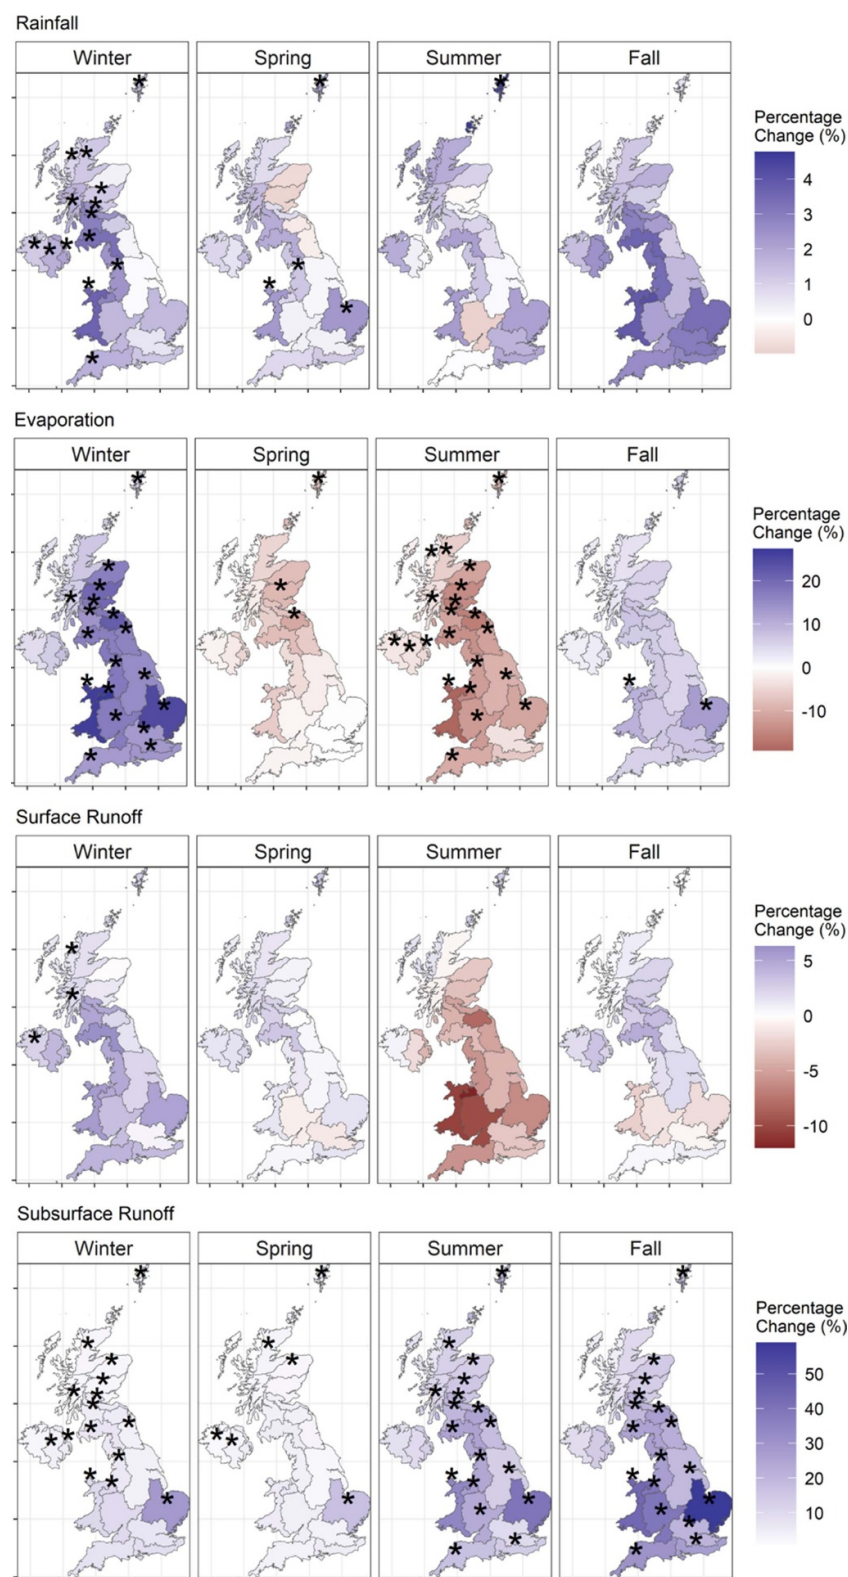 Rainfall
Winter
Spring
Summer
Fall
Percentage
Change (%)
4
3
2
1
0
Evaporation
Winter
Spring
Summer
Fall
Percentage
Change (%)
20
10
0
-10
Surface Runoff
Winter
Spring
Summer
Fall
Percentage
Change (%)
5
0
-5
-10
Subsurface Runoff
Winter
Spring
Summer
Fall
Percentage
Change (%)
50
40
30
20
10